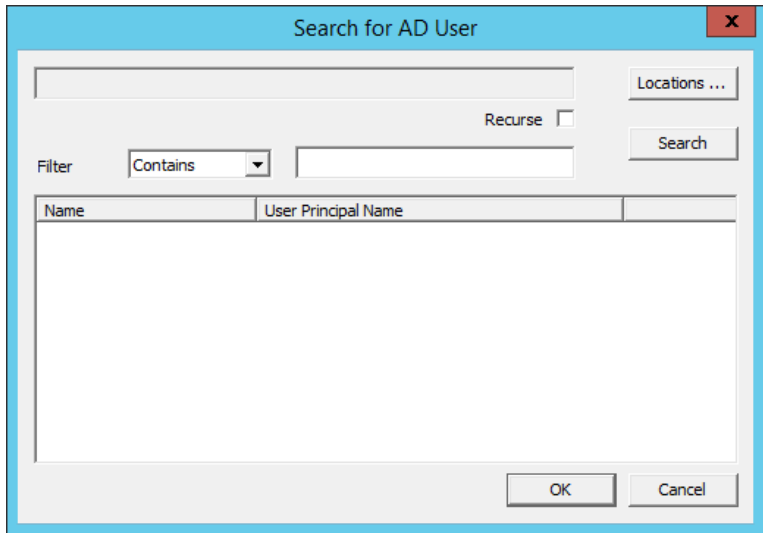 Search for AD User
x
Locations ...
Recurse
Search
Filter Contains
Name User Principal Name
OK Cancel